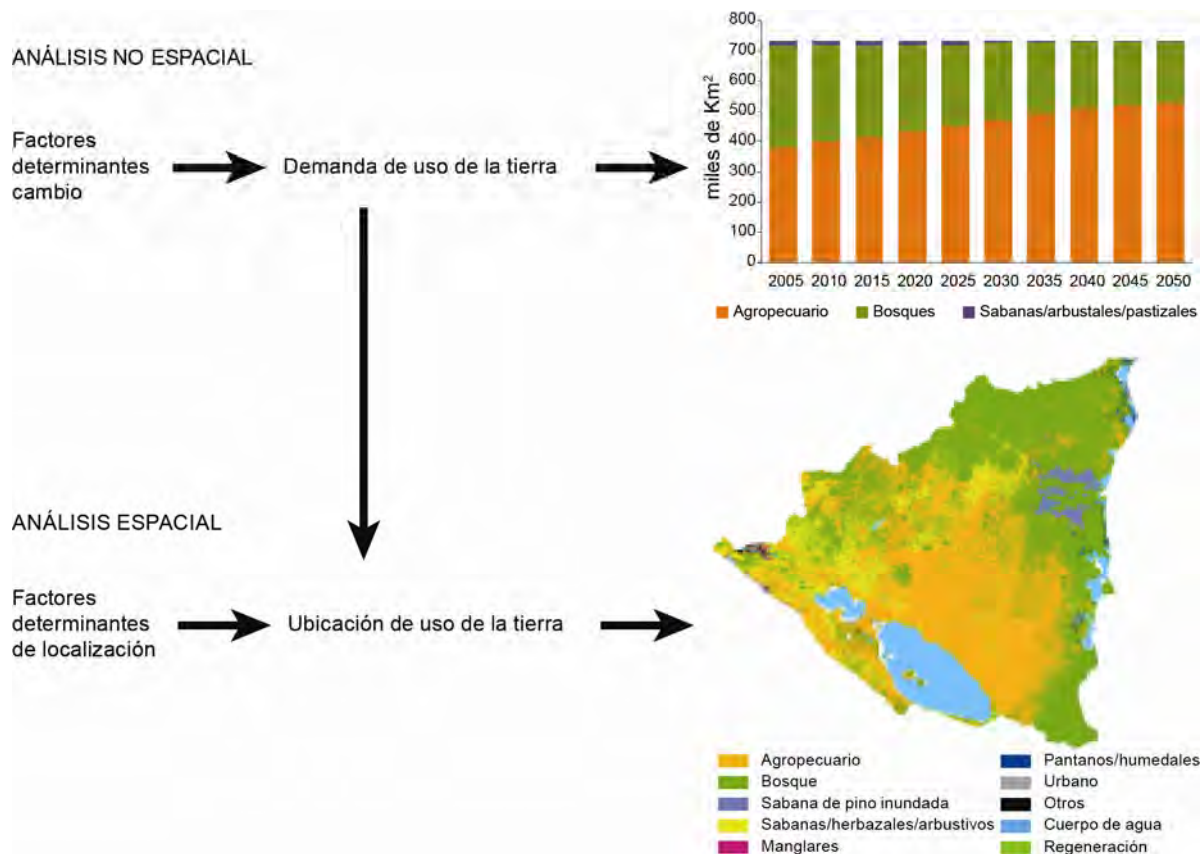 ANÁLISIS NO ESPACIAL
Factores
determinantes
cambio
Demanda de uso de la tierra
miles de Km²
800
700
600
500
400
300
200
100
0
2005 2010 2015 2020 2025 2030 2035 2040 2045 2050
Agropecuario Bosques Sabanas/arbustales/pastizales
ANÁLISIS ESPACIAL
Factores
determinantes
de localización
Ubicación de uso de la tierra
Agropecuario
Bosque
Sabana de pino inundada
Sabanas/herbazales/arbustivos
Manglares
Pantanos/humedales
Urbano
Otros
Cuerpo de agua
Regeneración